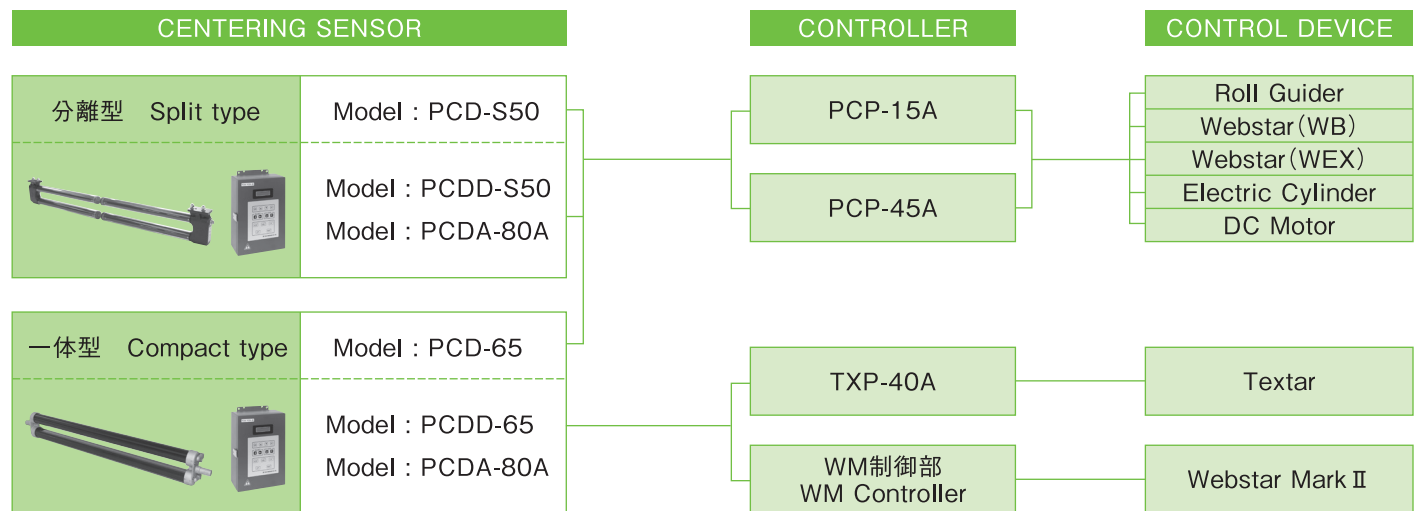 CENTERING SENSOR
CONTROLLER
CONTROL DEVICE
分離型 Split type
Model : PCD-S50
Model : PCDD-S50
Model : PCDA-80A
PCP-15A
PCP-45A
Roll Guider
Webstar（WB）
Webstar（WEX）
Electric Cylinder
DC Motor
一体型 Compact type
Model : PCD-65
Model : PCDD-65
Model : PCDA-80A
TXP-40A
Textar
WM制御部
WM Controller
Webstar Mark Ⅱ